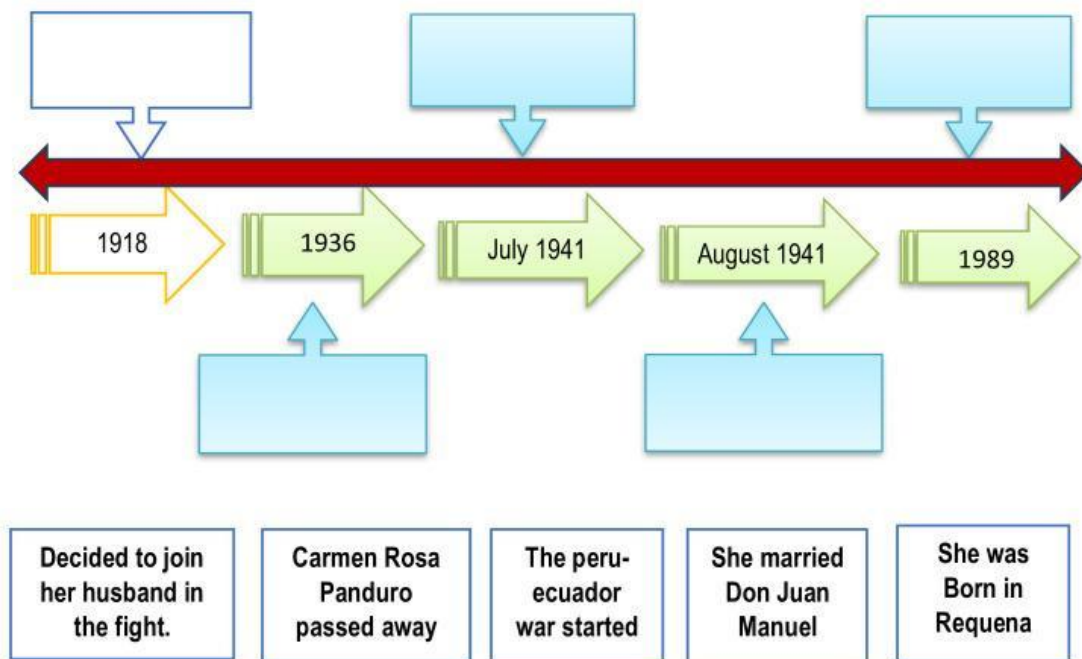 1918
1936
July 1941
August 1941
1989
Decided to join
her husband in
the fight.
Carmen Rosa
Panduro
passed away
The peru-
ecuador
war started
She married
Don Juan
Manuel
She was
Born in
Requena